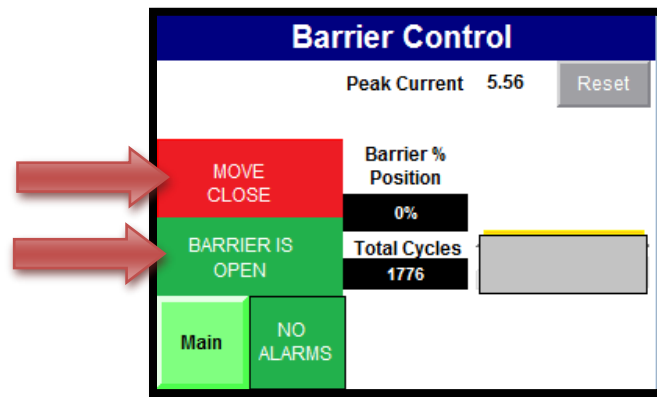 Barrier Control
Peak Current 5.56 Reset
MOVE
CLOSE
Barrier %
Position
0%
BARRIER IS
OPEN
Total Cycles
1776
Main
NO
ALARMS